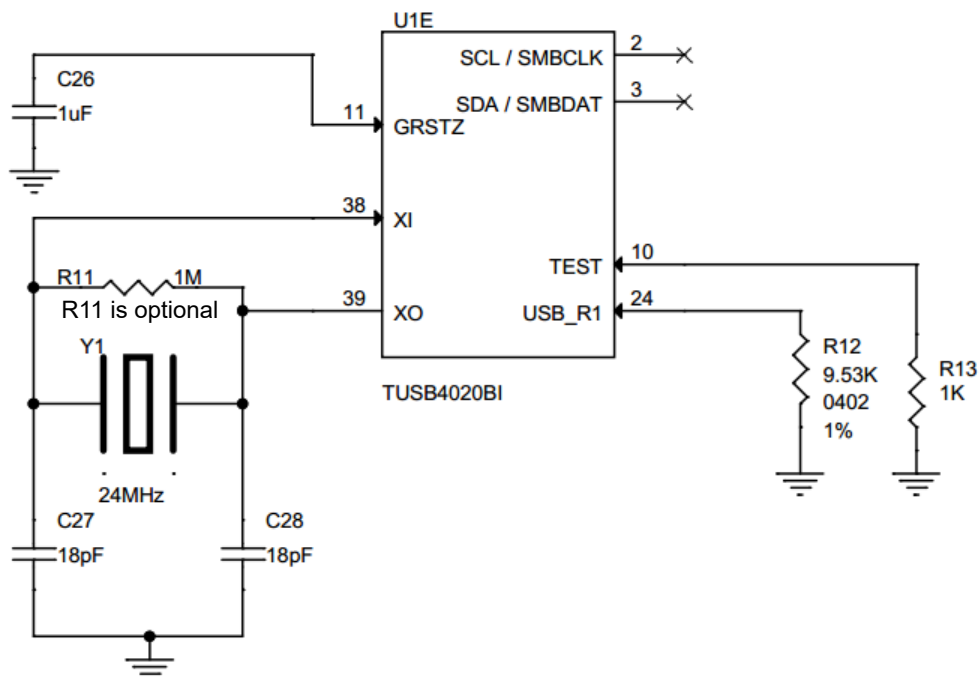 U1E
C26
1uF
11
GRSTZ
SCL / SMBCLK
2
SDA / SMBDAT
3
38
XI
R11
1M
R11 is optional
39
XO
TEST
10
USB_R1
24
Y1
24MHz
TUSB4020BI
R12
9.53K
0402
1%
R13
1K
C27
18pF
C28
18pF